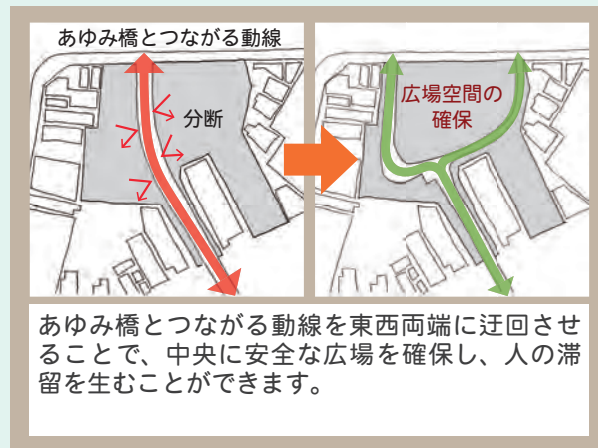 あゆみ橋とつながる動線
分断
広場空間の
確保
あゆみ橋とつながる動線を東西両端に迂回させ
ることで、中央に安全な広場を確保し、人の滞
留を生むことができます。